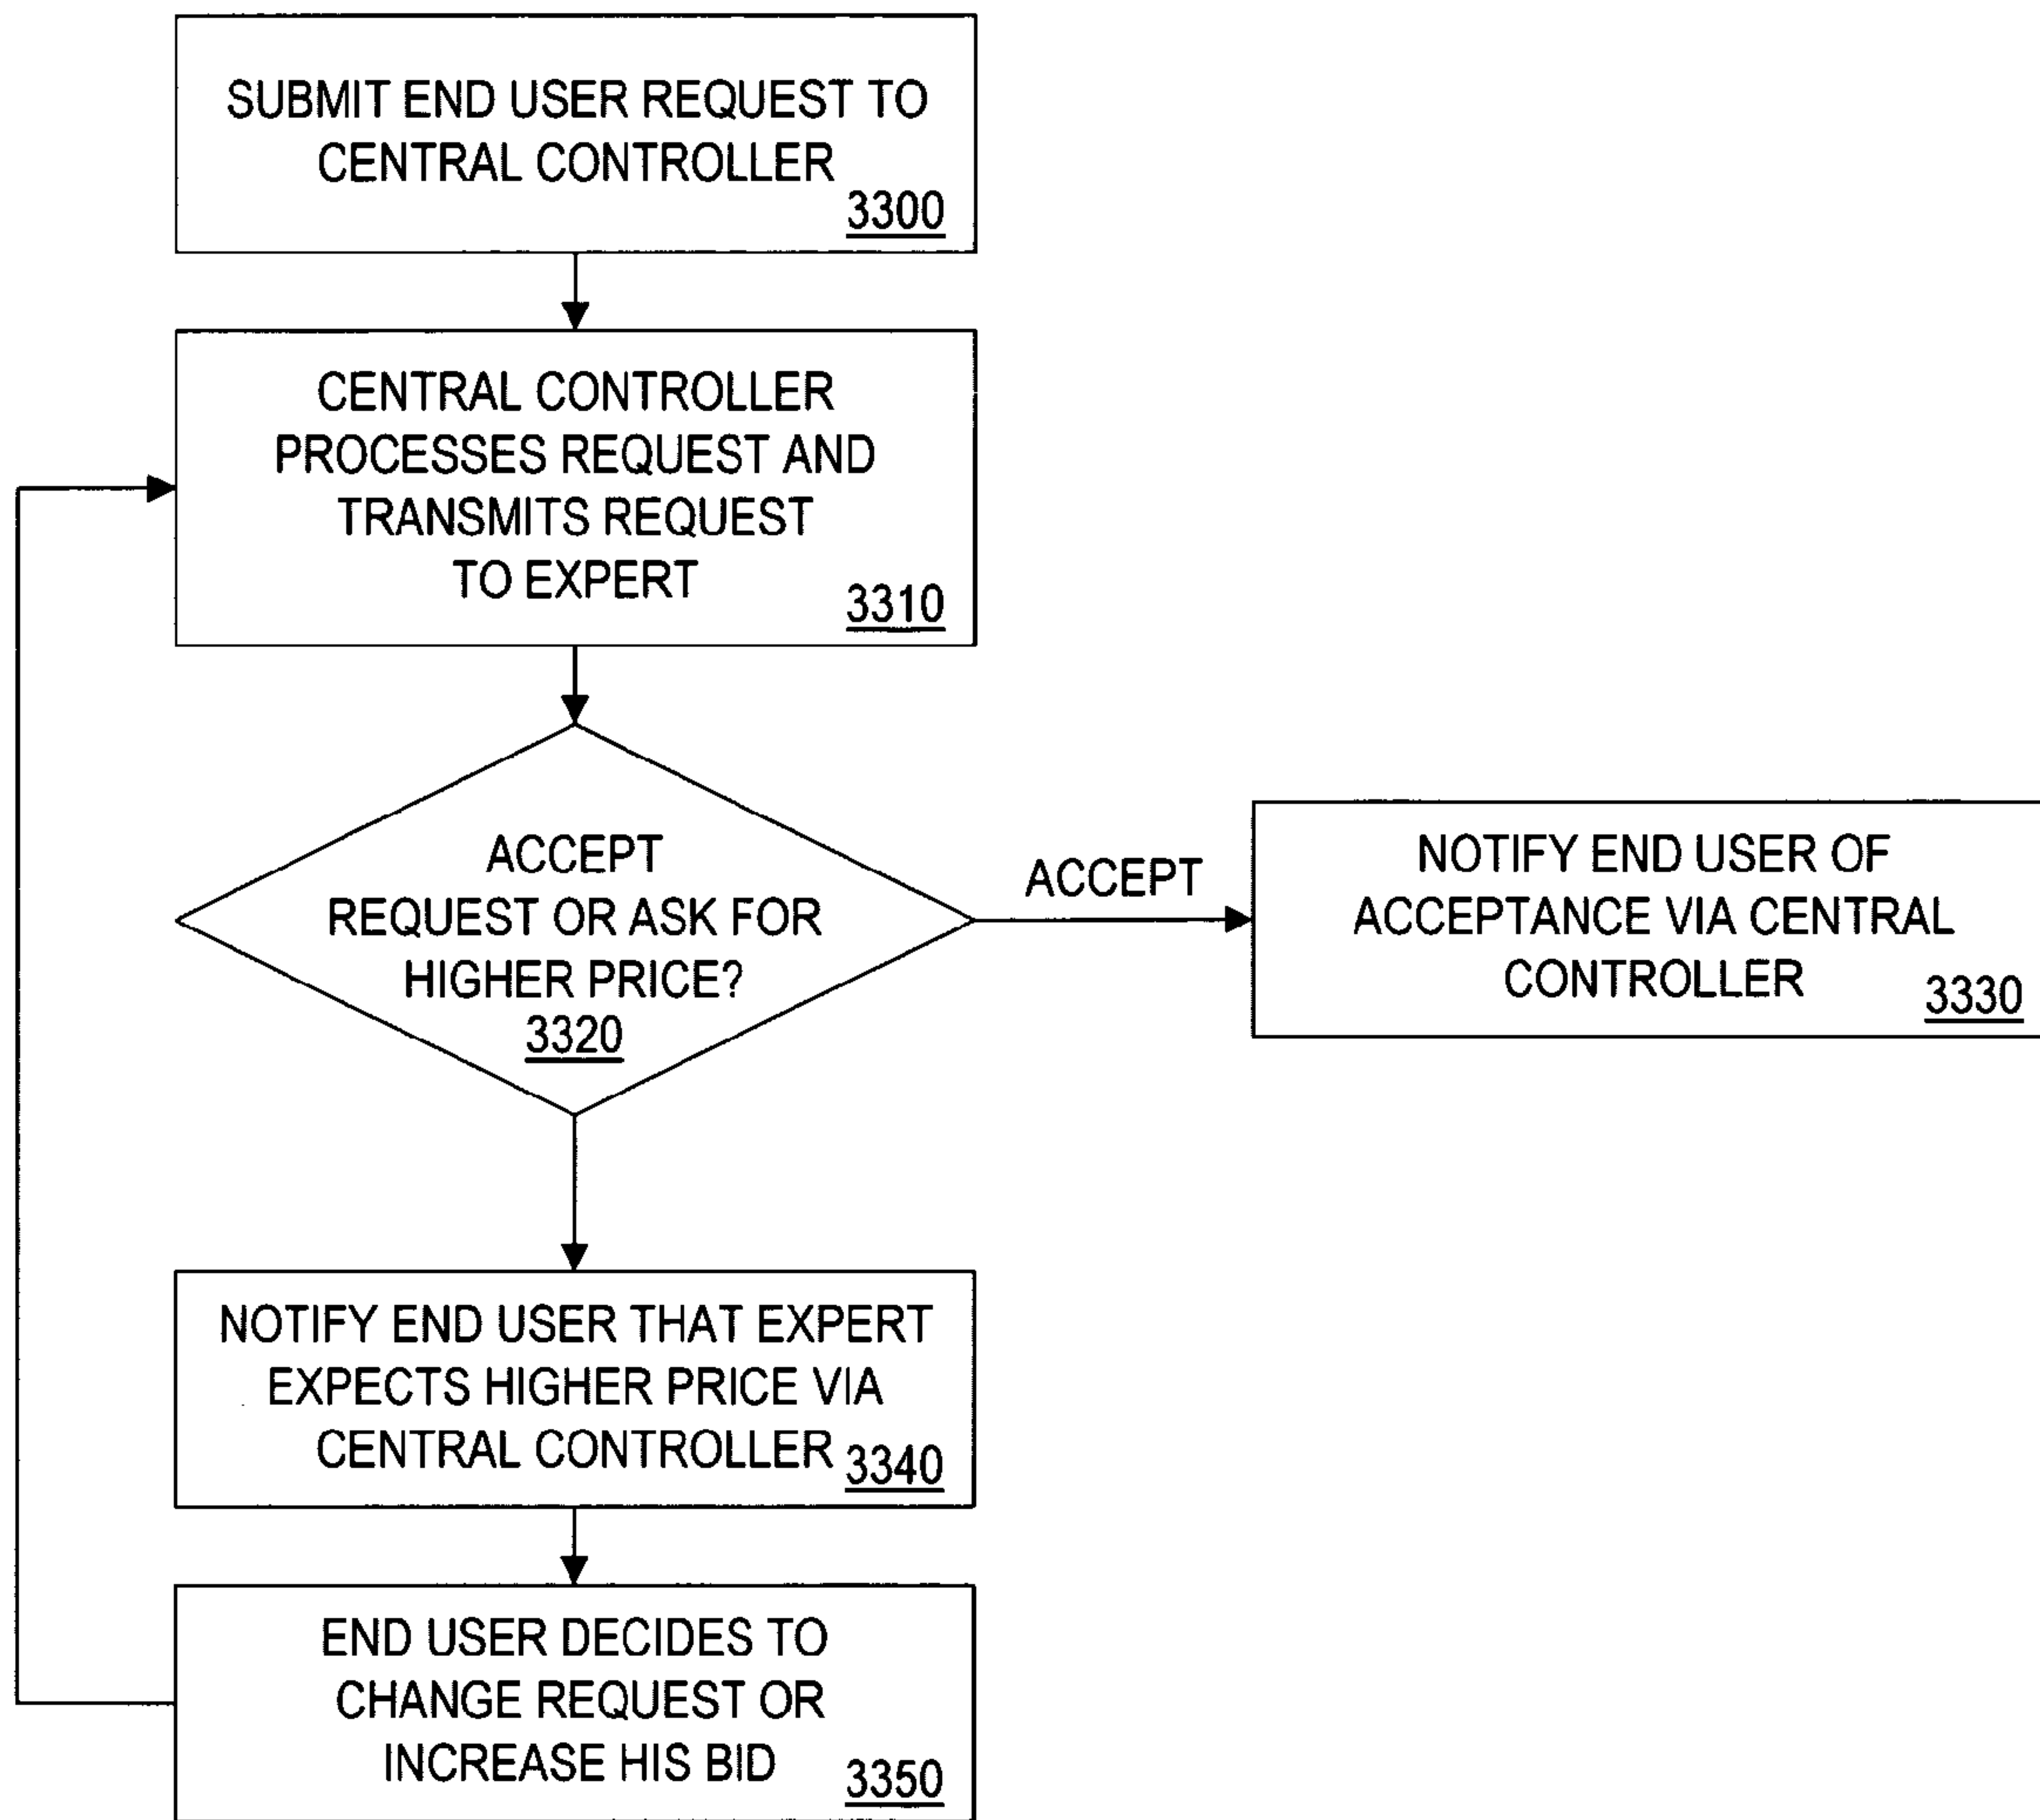 SUBMIT END USER REQUEST TO
CENTRAL CONTROLLER
3300
CENTRAL CONTROLLER
PROCESSES REQUEST AND
TRANSMITS REQUEST
TO EXPERT
3310
ACCEPT
REQUEST OR ASK FOR
HIGHER PRICE?
3320
ACCEPT
NOTIFY END USER OF
ACCEPTANCE VIA CENTRAL
CONTROLLER
3330
NOTIFY END USER THAT EXPERT
EXPECTS HIGHER PRICE VIA
CENTRAL CONTROLLER
3340
END USER DECIDES TO
CHANGE REQUEST OR
INCREASE HIS BID
3350